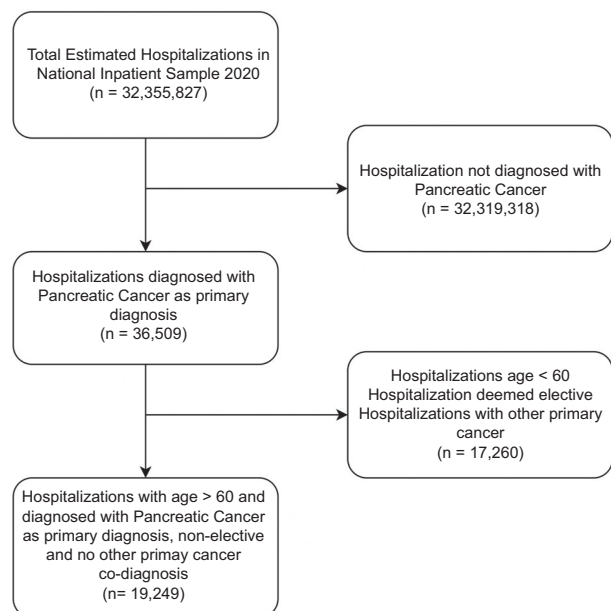 Total Estimated Hospitalizations in
National Inpatient Sample 2020
(n = 32,355,827)
Hospitalization not diagnosed with
Pancreatic Cancer
(n = 32,319,318)
Hospitalizations diagnosed with
Pancreatic Cancer as primary
diagnosis
(n = 36,509)
Hospitalizations age < 60
Hospitalization deemed elective
Hospitalizations with other primary
cancer
(n = 17,260)
Hospitalizations with age > 60 and
diagnosed with Pancreatic Cancer
as primary diagnosis, non-elective
and no other primay cancer
co-diagnosis
(n= 19,249)